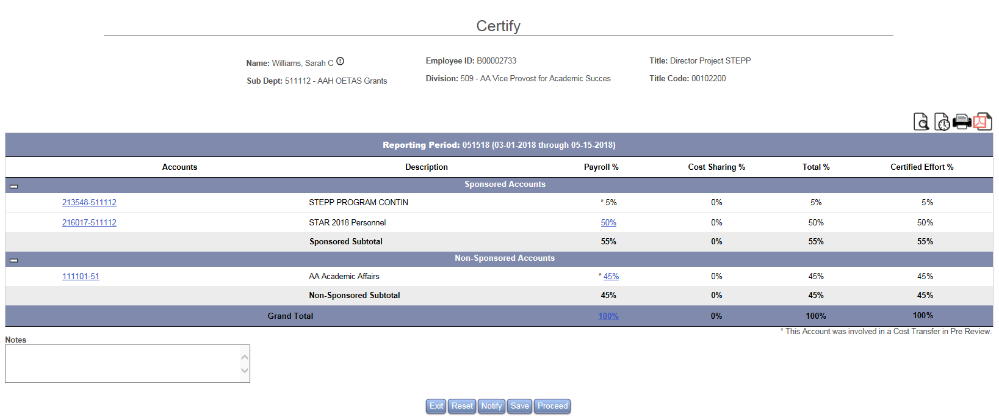 Certify
Name: Williams, Sarah C
Employee ID: B00002733
Title: Director Project STEPP
Sub Dept: 511112 - AAH OETAS Grants
Division: 509 - AA Vice Provost for Academic Succes
Title Code: 00102200
Reporting Period: 051518 (03-01-2018 through 05-15-2018)
Accounts Description Payroll % Cost Sharing % Total % Certified Effort %
Sponsored Accounts
213548-511112 STEPP PROGRAM CONTIN * 5% 0% 5% 5%
216017-511112 STAR 2018 Personnel 50% 0% 50% 50%
Sponsored Subtotal 55% 0% 55% 55%
Non-Sponsored Accounts
111101-51 AA Academic Affairs * 45% 0% 45% 45%
Non-Sponsored Subtotal 45% 0% 45% 45%
Grand Total 100% 0% 100% 100%
* This Account was involved in a Cost Transfer in Pre Review.
Notes
Exit Reset Notify Save Proceed